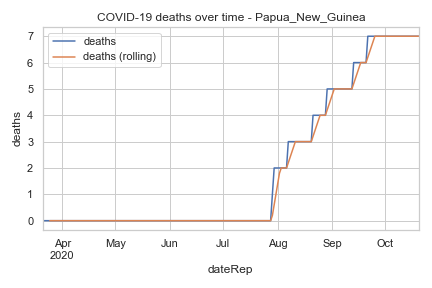 COVID-19 deaths over time - Papua_New_Guinea
deaths
deaths (rolling)
7
6
5
4
3
2
1
0
deaths
Apr May Jun Jul Aug Sep Oct
2020
dateRep